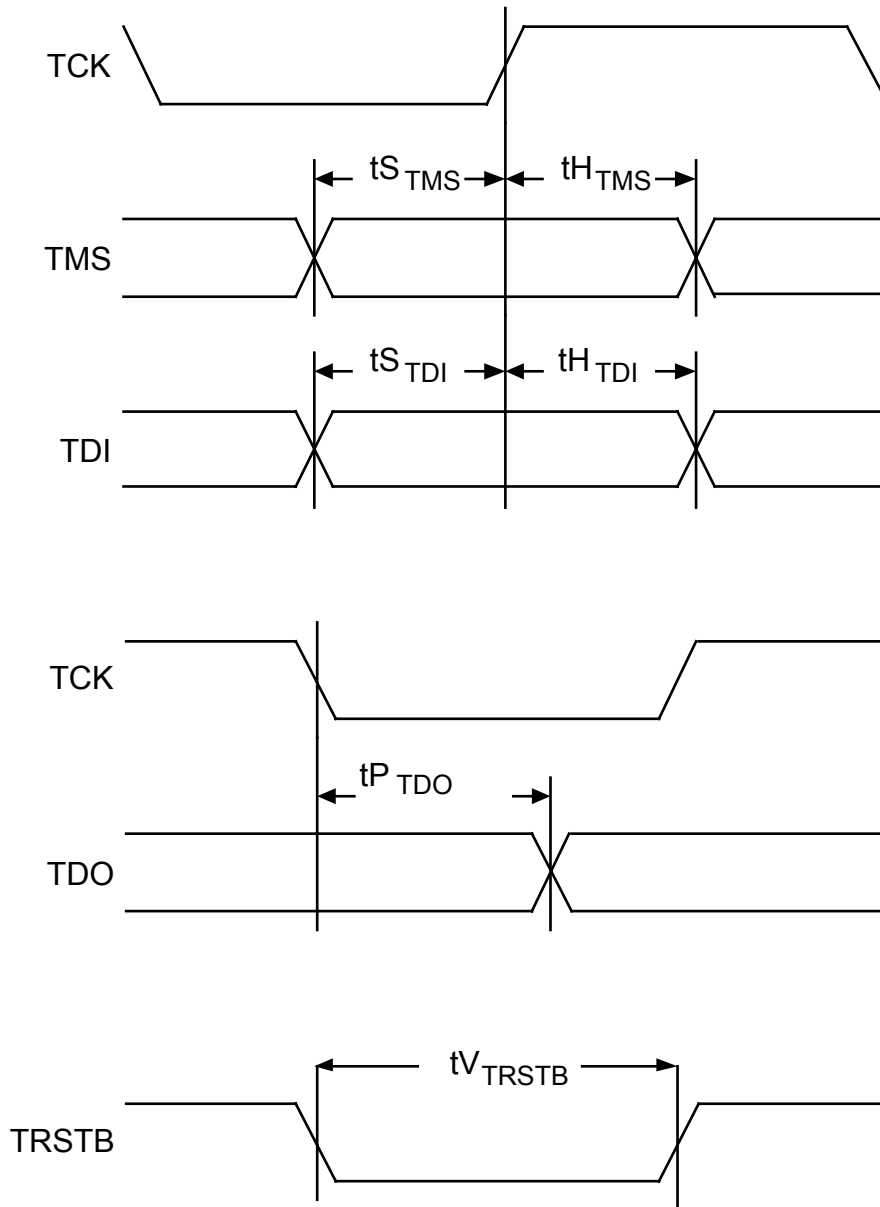 TCK
tS TMS
tH TMS
TMS
tS TDI
tH TDI
TDI
TCK
tP TDO
TDO
tV TRSTB
TRSTB